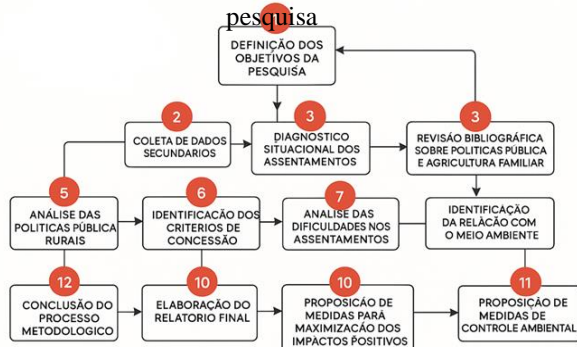 pesquisa
DEFINIÇÃO DOS
OBJETIVOS DA
PESQUISA
2
COLETA DE DADOS
SECUNDARIOS
3
DIAGNOSTICO
SITUACIONAL DOS
ASSENTAMENTOS
3
REVISÃO BIBLIOGRÁFICA
SOBRE POLITICAS PÚBLICA
E AGRICULTURA FAMILIAR
5
ANÁLISE DAS
POLITICAS PÚBLICA
RURAIS
6
IDENTIFICAÇÃO DOS
CRITERIOS DE
CONCESSÃO
7
ANALISE DAS
DIFICULDADES NOS
ASSENTAMENTOS
IDENTIFICAÇÃO
DA RELAÇÃO COM
O MEIO AMBIENTE
12
CONCLUSÃO DO
PROCESSO
METODOLOGICO
10
ELABORAÇÃO DO
RELATORIO FINAL
10
PROPOSICÁO DE
MEDIDAS PARÁ
MAXIMIZACÁO DOS
IMPACTOS POSITIVOS
11
PROPOSIÇÃO DE
MEDIDAS DE
CONTROLE AMBIENTAL